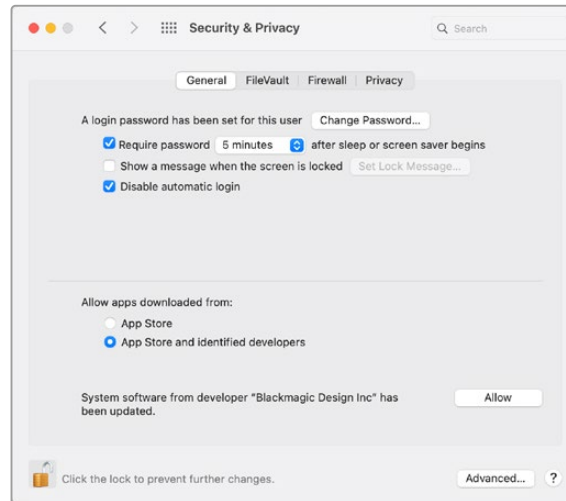 Security & Privacy
Search
General FileVault Firewall Privacy
A login password has been set for this user Change Password...
Require password 5 minutes after sleep or screen saver begins
Show a message when the screen is locked Set Lock Message...
Disable automatic login
Allow apps downloaded from:
App Store
App Store and identified developers
System software from developer “Blackmagic Design Inc” has Allow
been updated.
Click the lock to prevent further changes. Advanced... ?